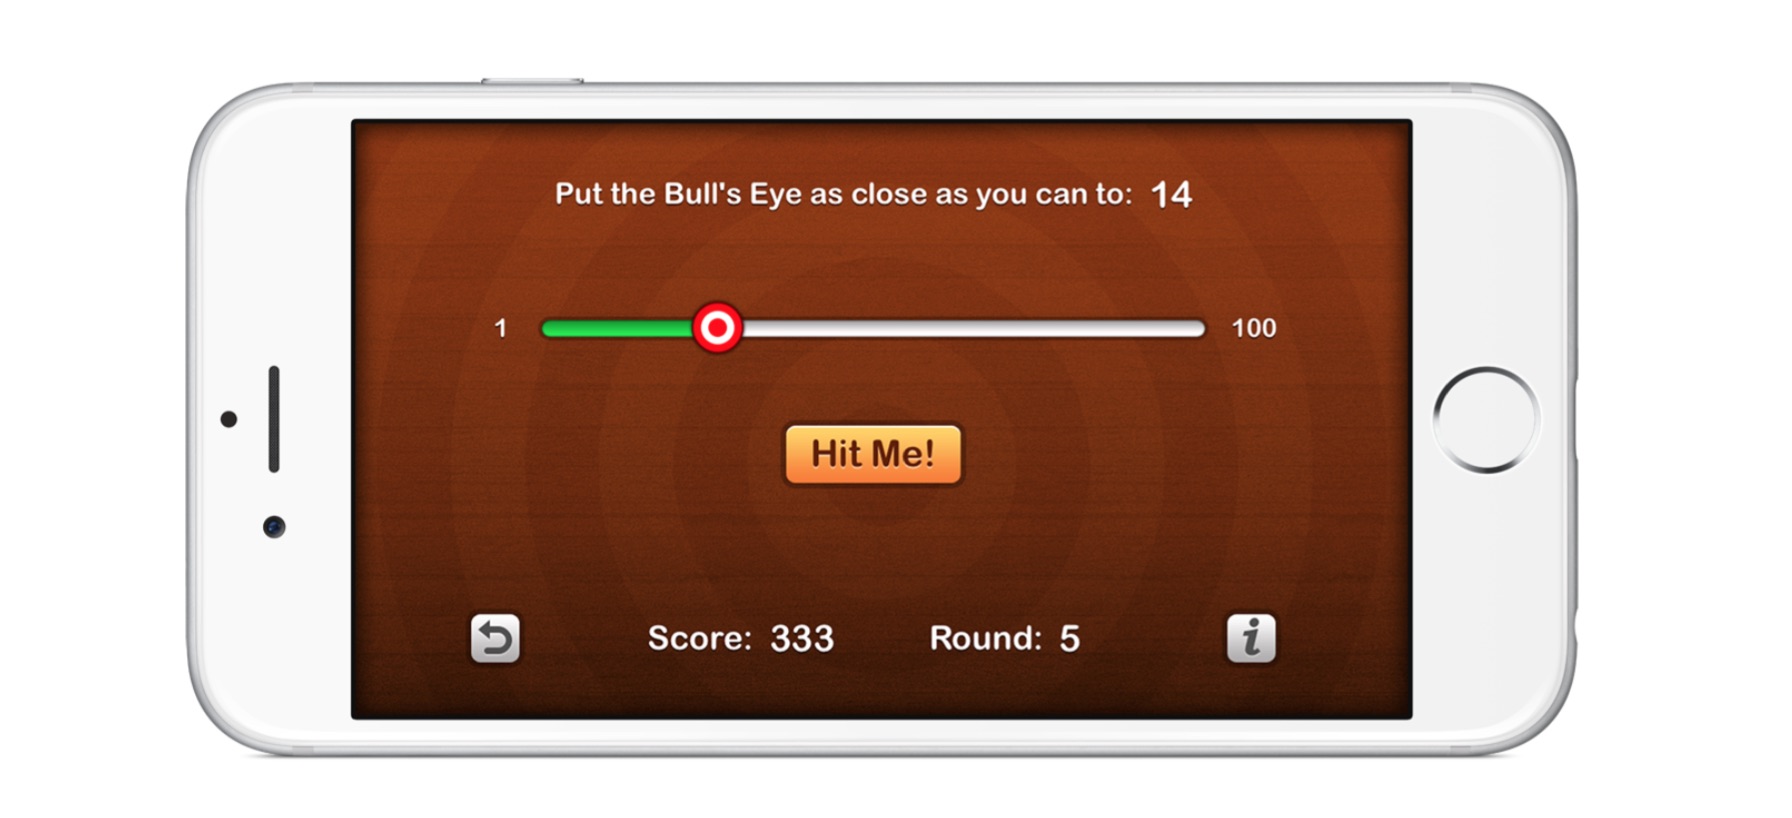 Put the Bull's Eye as close as you can to: 14
1 100
Hit Me!
Score: 333 Round: 5
i